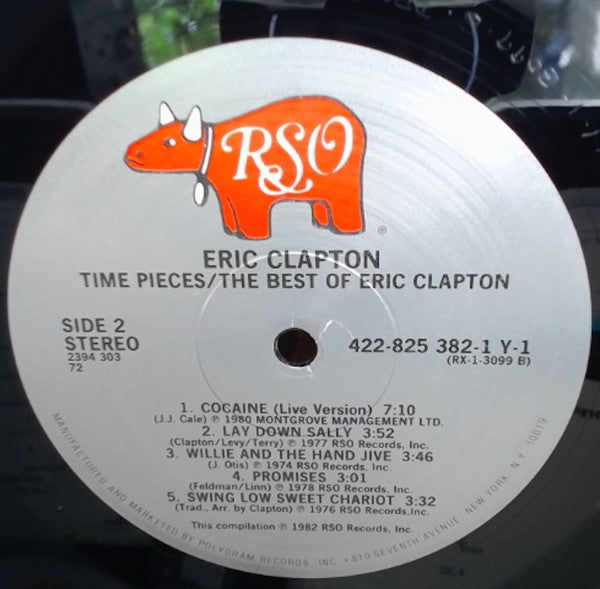 RSO
®
ERIC CLAPTON
TIME PIECES/THE BEST OF ERIC CLAPTON
SIDE 2
STEREO
2394 303
72
422-825 382-1 Y-1
(RX-1-3099 B)
1. COCAINE (Live Version) 7:10
(J.J. Cale) ℗ 1980 MONTGROVE MANAGEMENT LTD.
2. LAY DOWN SALLY 3:52
(Clapton/Levy/Terry) ℗ 1977 RSO Records, Inc.
3. WILLIE AND THE HAND JIVE 3:46
(J. Otis) ℗ 1974 RSO Records, Inc.
4. PROMISES 3:01
(Feldman/Linn) ℗ 1978 RSO Records, Inc.
5. SWING LOW SWEET CHARIOT 3:32
(Trad., Arr. by Clapton) ℗ 1976 RSO Records, Inc.
This compilation ℗ 1982 RSO Records, Inc.
MANUFACTURED AND MARKETED BY POLYGRAM RECORDS, INC. • 810 SEVENTH AVENUE, NEW YORK, N.Y. 10019